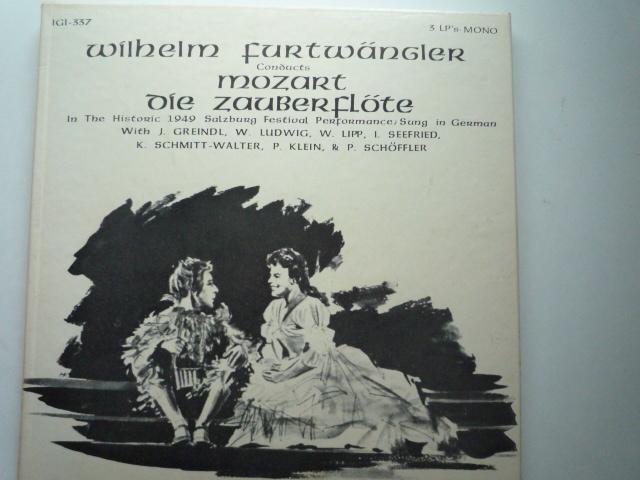 IGI-337
3 LP's MONO
Wilhelm Furtwängler
Conducts
Mozart
Die Zauberflöte
In The Historic 1949 Salzburg Festival Performance; Sung in German
With J. GREINDL, W. LUDWIG, W. LIPP, I. SEEFRIED,
K. SCHMITT-WALTER, P. KLEIN, & P. SCHÖFFLER